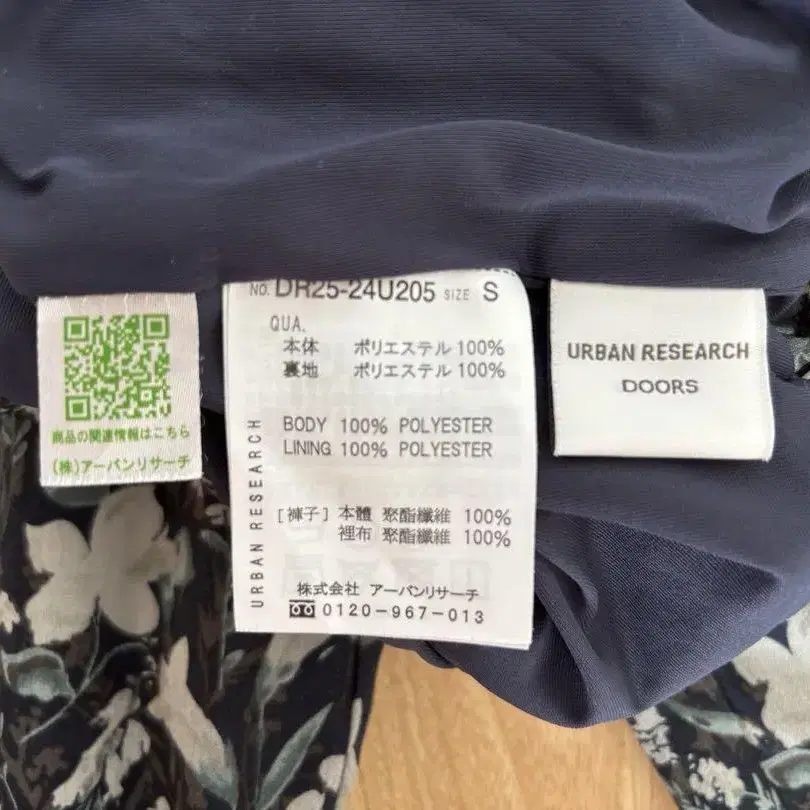 商品の関連情報はこちら
(株)アーバンリサーチ
NO. DR25-24U205 SIZE S
QUA.
本体 ポリエステル 100%
裏地 ポリエステル 100%
BODY 100% POLYESTER
LINING 100% POLYESTER
[褲子] 本體 聚酯纖維 100%
裡布 聚酯纖維 100%
株式会社 アーバンリサーチ
0120-967-013
URBAN RESEARCH
URBAN RESEARCH
DOORS